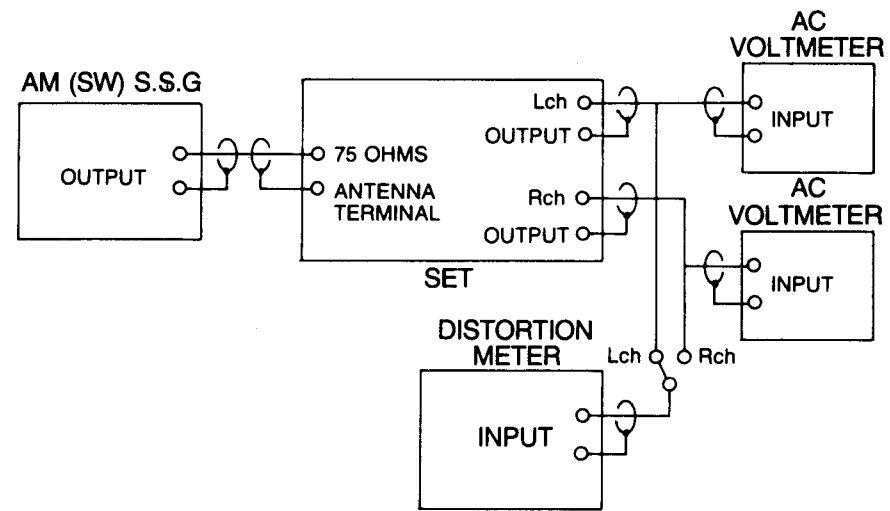 AM (SW) S.S.G
OUTPUT
75 OHMS
ANTENNA
TERMINAL
Lch
OUTPUT
Rch
OUTPUT
SET
AC
VOLTMETER
INPUT
AC
VOLTMETER
INPUT
DISTORTION
METER
Lch
Rch
INPUT